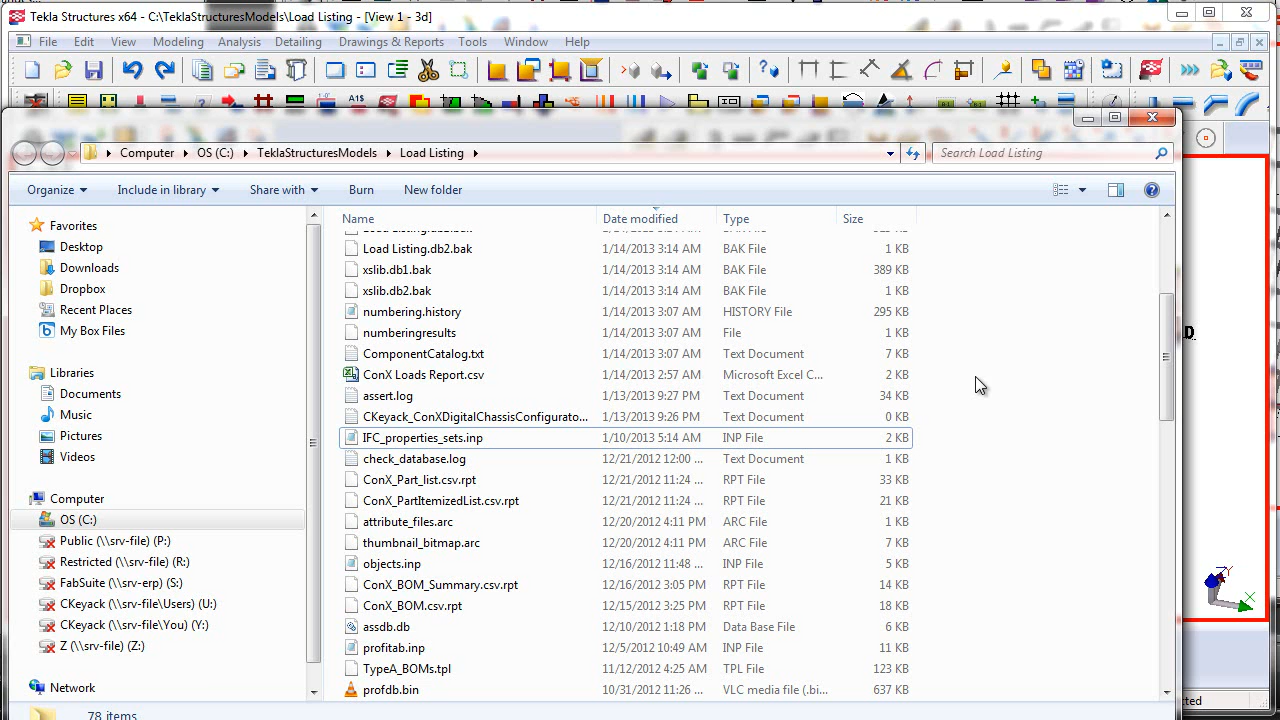 Tekla Structures x64 - C:\TeklaStructuresModels\Load Listing - [View 1 - 3d]
File Edit View Modeling Analysis Detailing Drawings & Reports Tools Window Help
A1$
Computer OS (C:) TeklaStructuresModels Load Listing Search Load Listing
Organize Include in library Share with Burn New folder
Name Date modified Type Size
Favorites
Desktop
Downloads
Dropbox
Recent Places
My Box Files
Libraries
Documents
Music
Pictures
Videos
Computer
OS (C:)
Public (\\srv-file) (P:)
Restricted (\\srv-file) (R:)
FabSuite (\\srv-erp) (S:)
CKeyack (\\srv-file\Users) (U:)
CKeyack (\\srv-file\You) (Y:)
Z (\\srv-file) (Z:)
Network
Load Listing.db2.bak 1/14/2013 3:14 AM BAK File 1 KB
xslib.db1.bak 1/14/2013 3:14 AM BAK File 389 KB
xslib.db2.bak 1/14/2013 3:14 AM BAK File 1 KB
numbering.history 1/14/2013 3:07 AM HISTORY File 295 KB
numberingresults 1/14/2013 3:07 AM File 1 KB
ComponentCatalog.txt 1/14/2013 3:07 AM Text Document 7 KB
ConX Loads Report.csv 1/14/2013 2:57 AM Microsoft Excel C... 2 KB
assert.log 1/13/2013 9:27 PM Text Document 34 KB
CKeyack_ConXDigitalChassisConfigurato... 1/13/2013 9:26 PM Text Document 0 KB
IFC_properties_sets.inp 1/10/2013 5:14 AM INP File 2 KB
check_database.log 12/21/2012 12:00 ... Text Document 1 KB
ConX_Part_list.csv.rpt 12/21/2012 11:24 ... RPT File 33 KB
ConX_PartItemizedList.csv.rpt 12/21/2012 11:24 ... RPT File 21 KB
attribute_files.arc 12/20/2012 4:11 PM ARC File 1 KB
thumbnail_bitmap.arc 12/20/2012 4:11 PM ARC File 7 KB
objects.inp 12/16/2012 11:48 ... INP File 5 KB
ConX_BOM_Summary.csv.rpt 12/16/2012 3:05 PM RPT File 14 KB
ConX_BOM.csv.rpt 12/15/2012 3:25 PM RPT File 18 KB
assdb.db 12/10/2012 1:18 PM Data Base File 6 KB
profitab.inp 12/5/2012 10:49 AM INP File 11 KB
TypeA_BOMs.tpl 11/12/2012 4:25 AM TPL File 123 KB
profdb.bin 10/31/2012 11:26 ... VLC media file (.bi... 637 KB
D
Y
X
78 items
cted